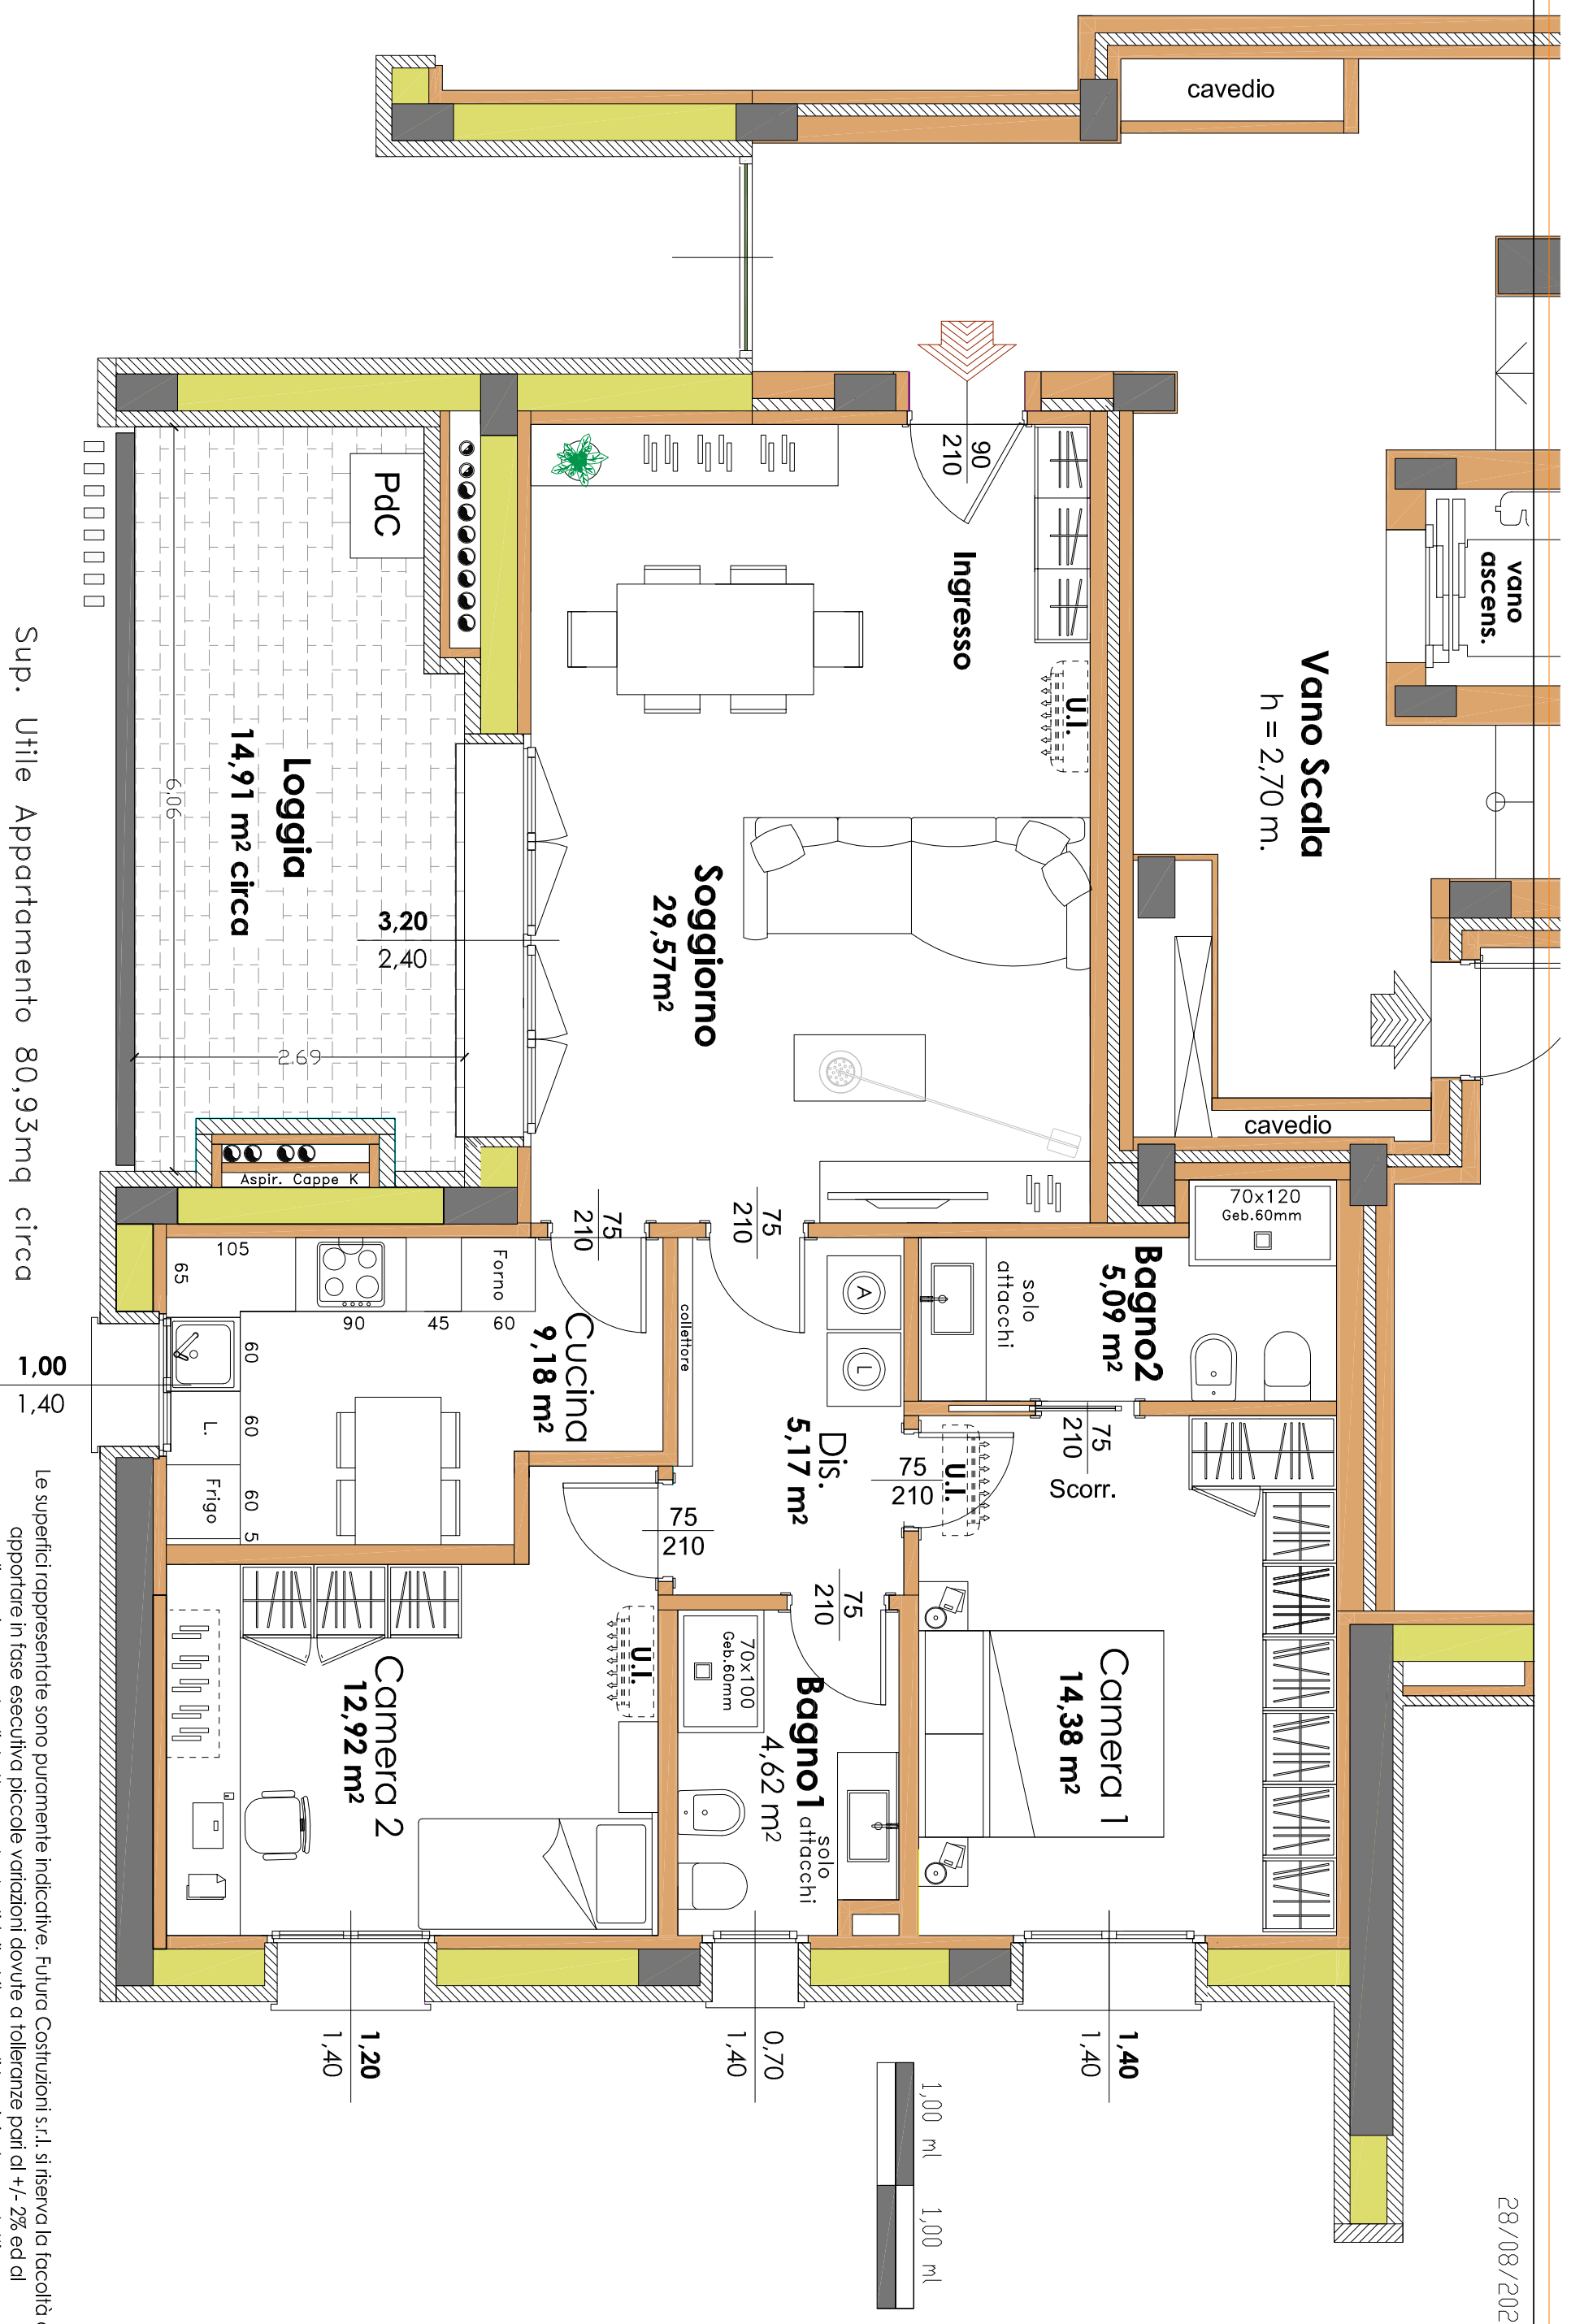 cavedio
vano
ascens.
Vano Scala
h = 2,70 m.
cavedio
90
210
Ingresso
U.I.
PdC
Loggia
14,91 m² circa
6,06
2.69
3,20
2,40
Soggiorno
29,57m²
Aspir. Cappe K
75
210
75
210
70x120
Geb.60mm
Bagno2
5,09 m²
solo
attacchi
105
65
Forno
90
45
60
Cucina
9,18 m²
collettore
A
L
60
L.
60
Frigo
60
5
1,00
1,40
Dis.
5,17 m²
75
210
U.I.
75
210
Scorr.
75
210
75
210
Camera 1
14,38 m²
70x100
Geb.60mm
Bagno1
4,62 m²
solo
attacchi
U.I.
Camera 2
12,92 m²
1,20
1,40
0,70
1,40
1,40
1,40
1,00 ml
1,00 ml
Sup. Utile Appartamento 80,93mq circa
Le superfici rappresentate sono puramente indicative. Futura Costruzioni s.r.l. si riserva la facoltà
apportare in fase esecutiva piccole variazioni dovute a tolleranze pari al +/- 2% ed al
28/08/202